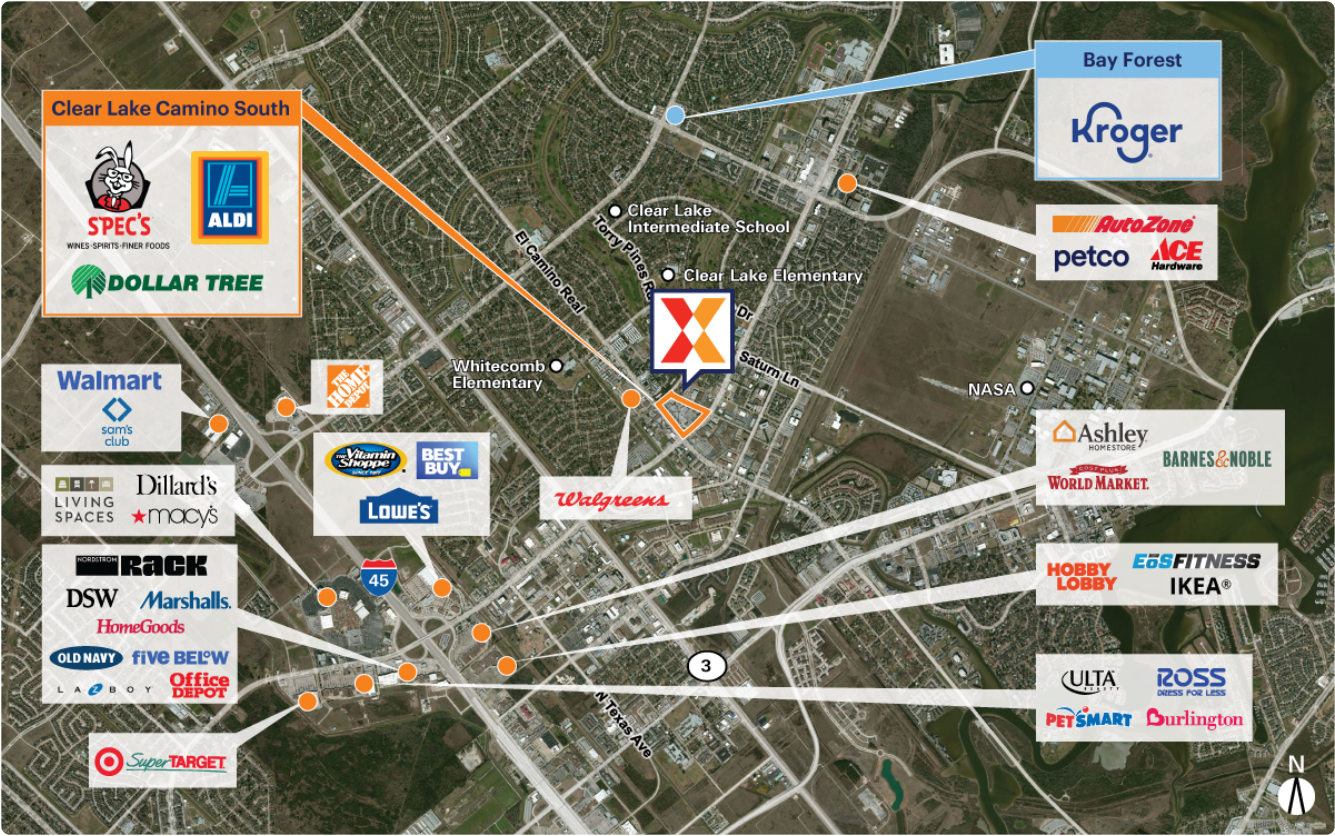 Clear Lake Camino South
SPEC'S
WINES·SPIRITS·FINER FOODS
ALDI
DOLLAR TREE
Bay Forest
Kroger
AutoZone
petco
ACE
Hardware
Clear Lake
Intermediate School
El Camino Real
Torry Pines R
Clear Lake Elementary
Dr
Saturn Ln
Whitecomb
Elementary
NASA
Walmart
sam's
club
THE
HOME
DEPOT
LIVING
SPACES
Dillard's
macy's
THE
Vitamin
Shoppe
SINCE 1977
BEST
BUY
LOWE'S
Walgreens
Ashley
HOMESTORE
COST PLUS
WORLD MARKET
BARNES&NOBLE
NORDSTROM
RACK
DSW
Marshalls.
HomeGoods
OLD NAVY
five BELOW
LA Z BOY
Office
DEPOT
45
HOBBY
LOBBY
EōSFITNESS
IKEA®
3
N Texas Ave
ULTA
BEAUTY
ROSS
DRESS FOR LESS
PETSMART
Burlington
SuperTARGET
N